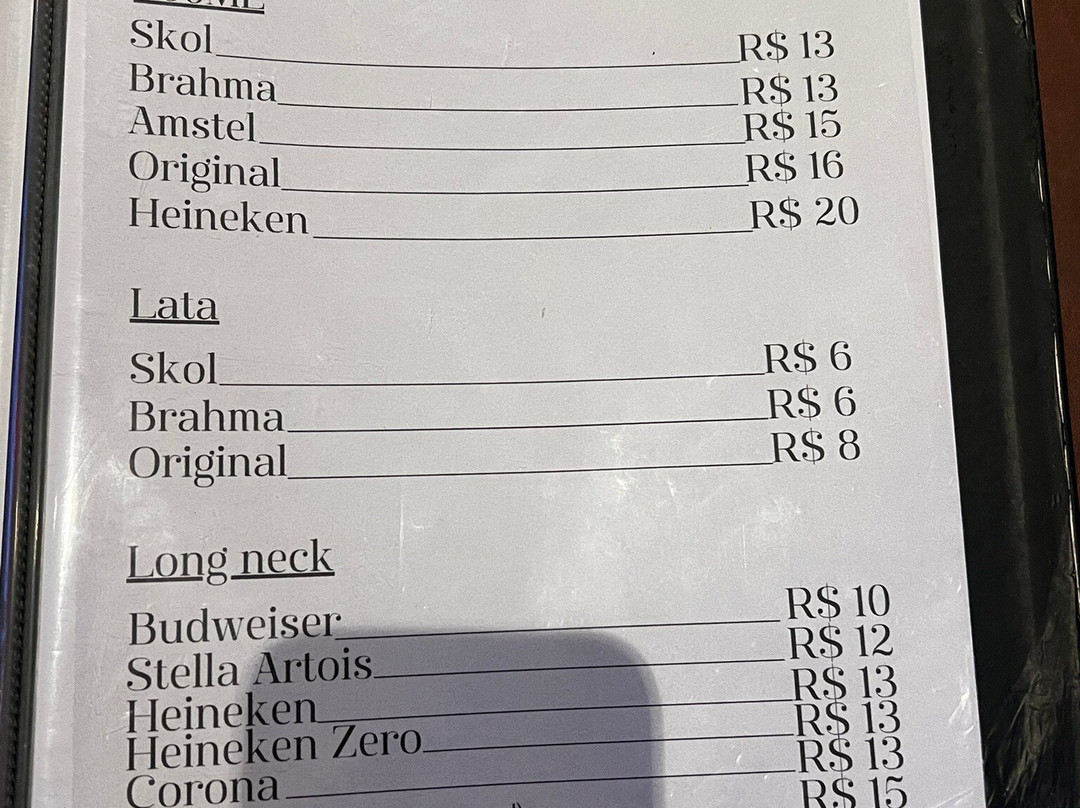 Skol R$ 13
Brahma R$ 13
Amstel R$ 15
Original R$ 16
Heineken R$ 20
Lata
Skol R$ 6
Brahma R$ 6
Original R$ 8
Long neck
Budweiser R$ 10
Stella Artois R$ 12
Heineken R$ 13
Heineken Zero R$ 13
Corona R$ 13
R$ 15